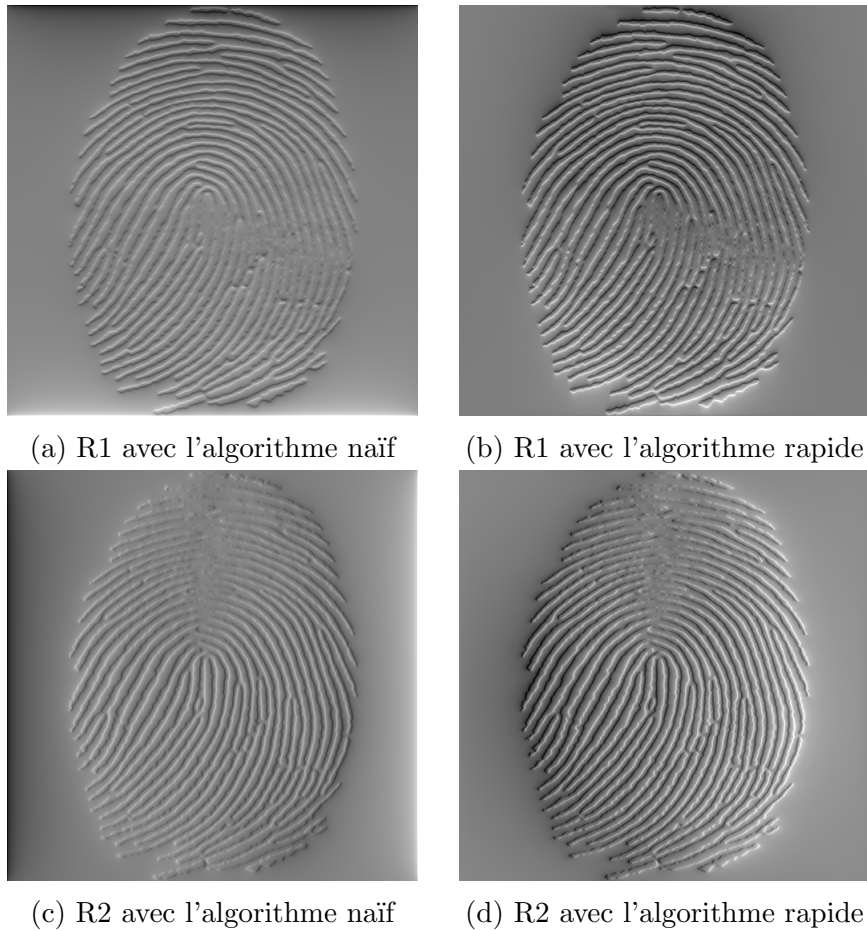 (a) R1 avec l'algorithme naïf
(b) R1 avec l'algorithme rapide
(c) R2 avec l'algorithme naïf
(d) R2 avec l'algorithme rapide